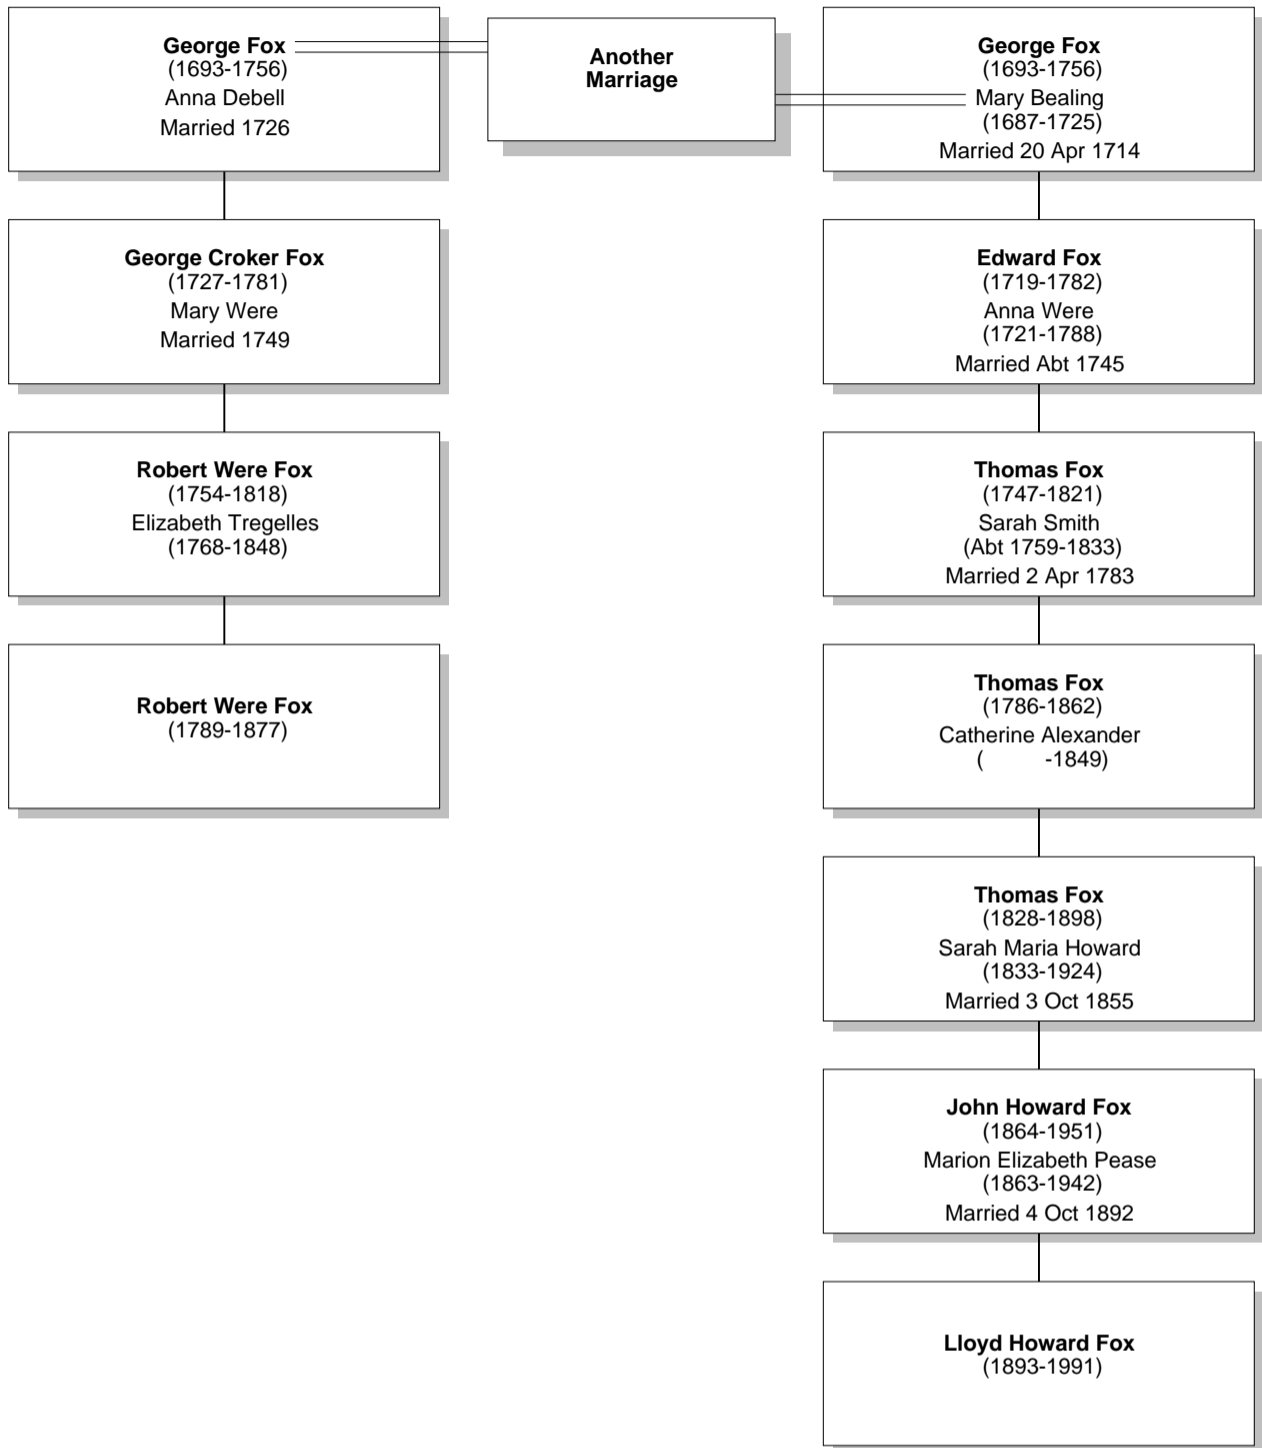 George Fox
(1693-1756)
Anna Debell
Married 1726
Another
Marriage
George Fox
(1693-1756)
Mary Bealing
(1687-1725)
Married 20 Apr 1714
George Croker Fox
(1727-1781)
Mary Were
Married 1749
Edward Fox
(1719-1782)
Anna Were
(1721-1788)
Married Abt 1745
Robert Were Fox
(1754-1818)
Elizabeth Tregelles
(1768-1848)
Thomas Fox
(1747-1821)
Sarah Smith
(Abt 1759-1833)
Married 2 Apr 1783
Robert Were Fox
(1789-1877)
Thomas Fox
(1786-1862)
Catherine Alexander
( -1849)
Thomas Fox
(1828-1898)
Sarah Maria Howard
(1833-1924)
Married 3 Oct 1855
John Howard Fox
(1864-1951)
Marion Elizabeth Pease
(1863-1942)
Married 4 Oct 1892
Lloyd Howard Fox
(1893-1991)